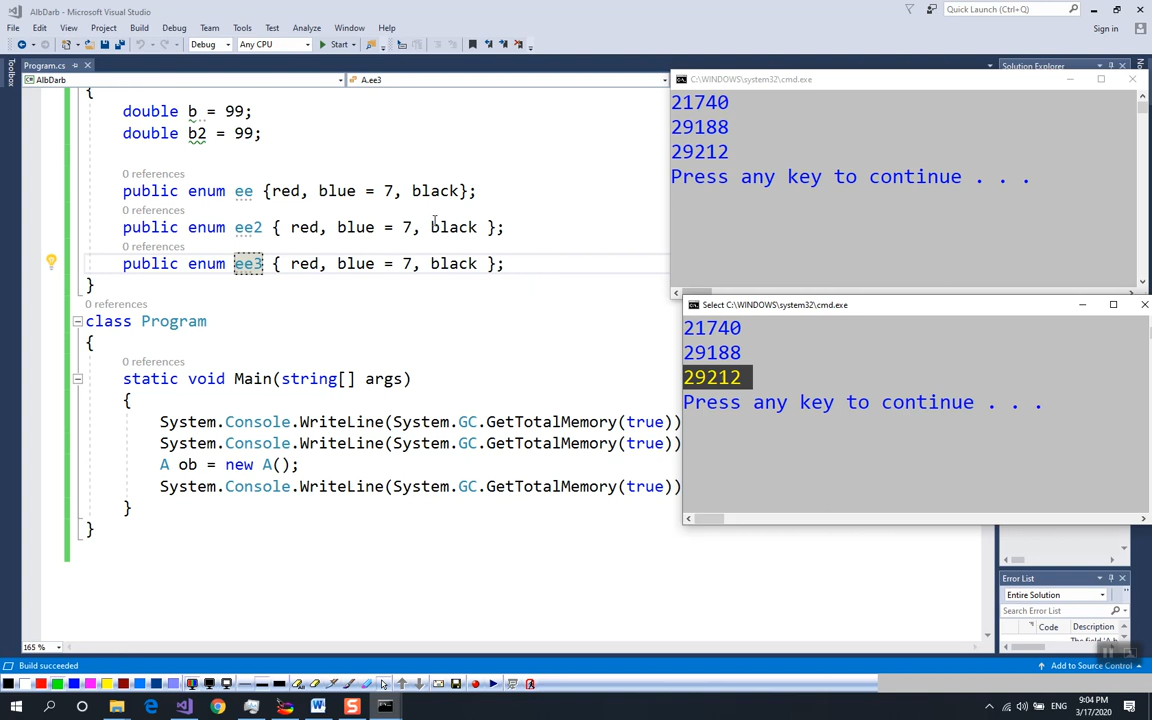 AlbDarb - Microsoft Visual Studio
Quick Launch (Ctrl+Q)
File Edit View Project Build Debug Team Tools Test Analyze Window Help
Sign in
Debug Any CPU Start
Toolbox
Program.cs
Solution Explorer
AlbDarb
A.ee3
{
double b = 99;
double b2 = 99;
0 references
public enum ee {red, blue = 7, black};
0 references
public enum ee2 { red, blue = 7, black };
0 references
public enum ee3 { red, blue = 7, black };
}
0 references
class Program
{
0 references
static void Main(string[] args)
{
System.Console.WriteLine(System.GC.GetTotalMemory(true))
System.Console.WriteLine(System.GC.GetTotalMemory(true))
A ob = new A();
System.Console.WriteLine(System.GC.GetTotalMemory(true))
}
}
C:\WINDOWS\system32\cmd.exe
21740
29188
29212
Press any key to continue . . .
Select C:\WINDOWS\system32\cmd.exe
21740
29188
29212
Press any key to continue . . .
Error List
Entire Solution
Search Error List
Code Description
165 %
Build succeeded
Add to Source Control
ENG
9:04 PM
3/17/2020